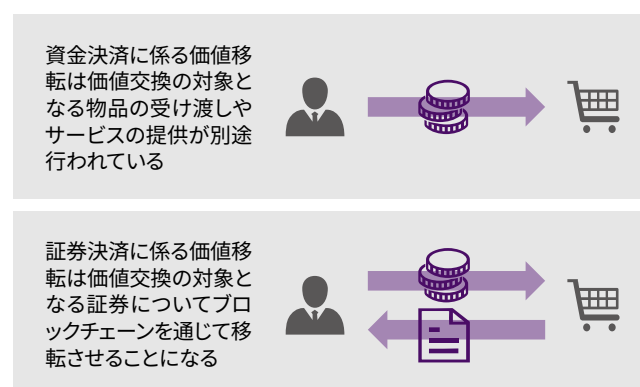 資金決済に係る価値移
転は価値交換の対象と
なる物品の受け渡しや
サービスの提供が別途
行われている
証券決済に係る価値移
転は価値交換の対象と
なる証券についてブロ
ックチェーンを通じて移
転させることになる